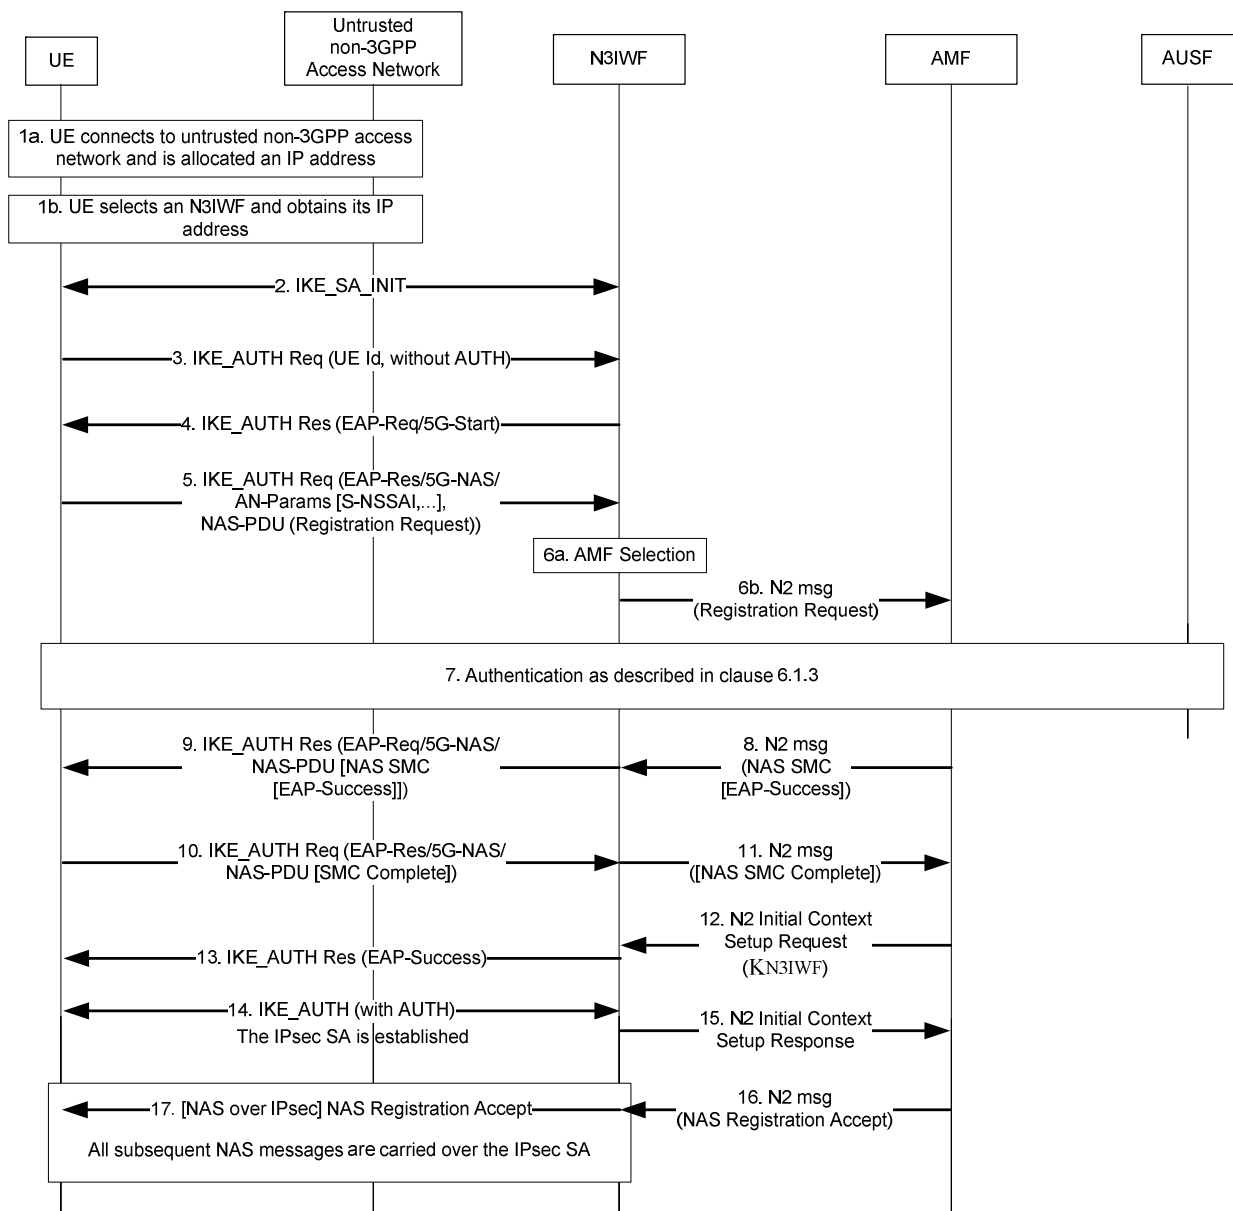 UE
Untrusted
non-3GPP
Access Network
N3IWF
AMF
AUSF
1a. UE connects to untrusted non-3GPP access
network and is allocated an IP address
1b. UE selects an N3IWF and obtains its IP
address
2. IKE_SA_INIT
3. IKE_AUTH Req (UE Id, without AUTH)
4. IKE_AUTH Res (EAP-Req/5G-Start)
5. IKE_AUTH Req (EAP-Res/5G-NAS/
AN-Params [S-NSSAI,...],
NAS-PDU (Registration Request))
6a. AMF Selection
6b. N2 msg
(Registration Request)
7. Authentication as described in clause 6.1.3
9. IKE_AUTH Res (EAP-Req/5G-NAS/
NAS-PDU [NAS SMC
[EAP-Success]])
8. N2 msg
(NAS SMC
[EAP-Success])
10. IKE_AUTH Req (EAP-Res/5G-NAS/
NAS-PDU [SMC Complete])
11. N2 msg
([NAS SMC Complete])
12. N2 Initial Context
Setup Request
(KN3IWF)
13. IKE_AUTH Res (EAP-Success)
14. IKE_AUTH (with AUTH)
The IPsec SA is established
15. N2 Initial Context
Setup Response
17. [NAS over IPsec] NAS Registration Accept
16. N2 msg
(NAS Registration Accept)
All subsequent NAS messages are carried over the IPsec SA